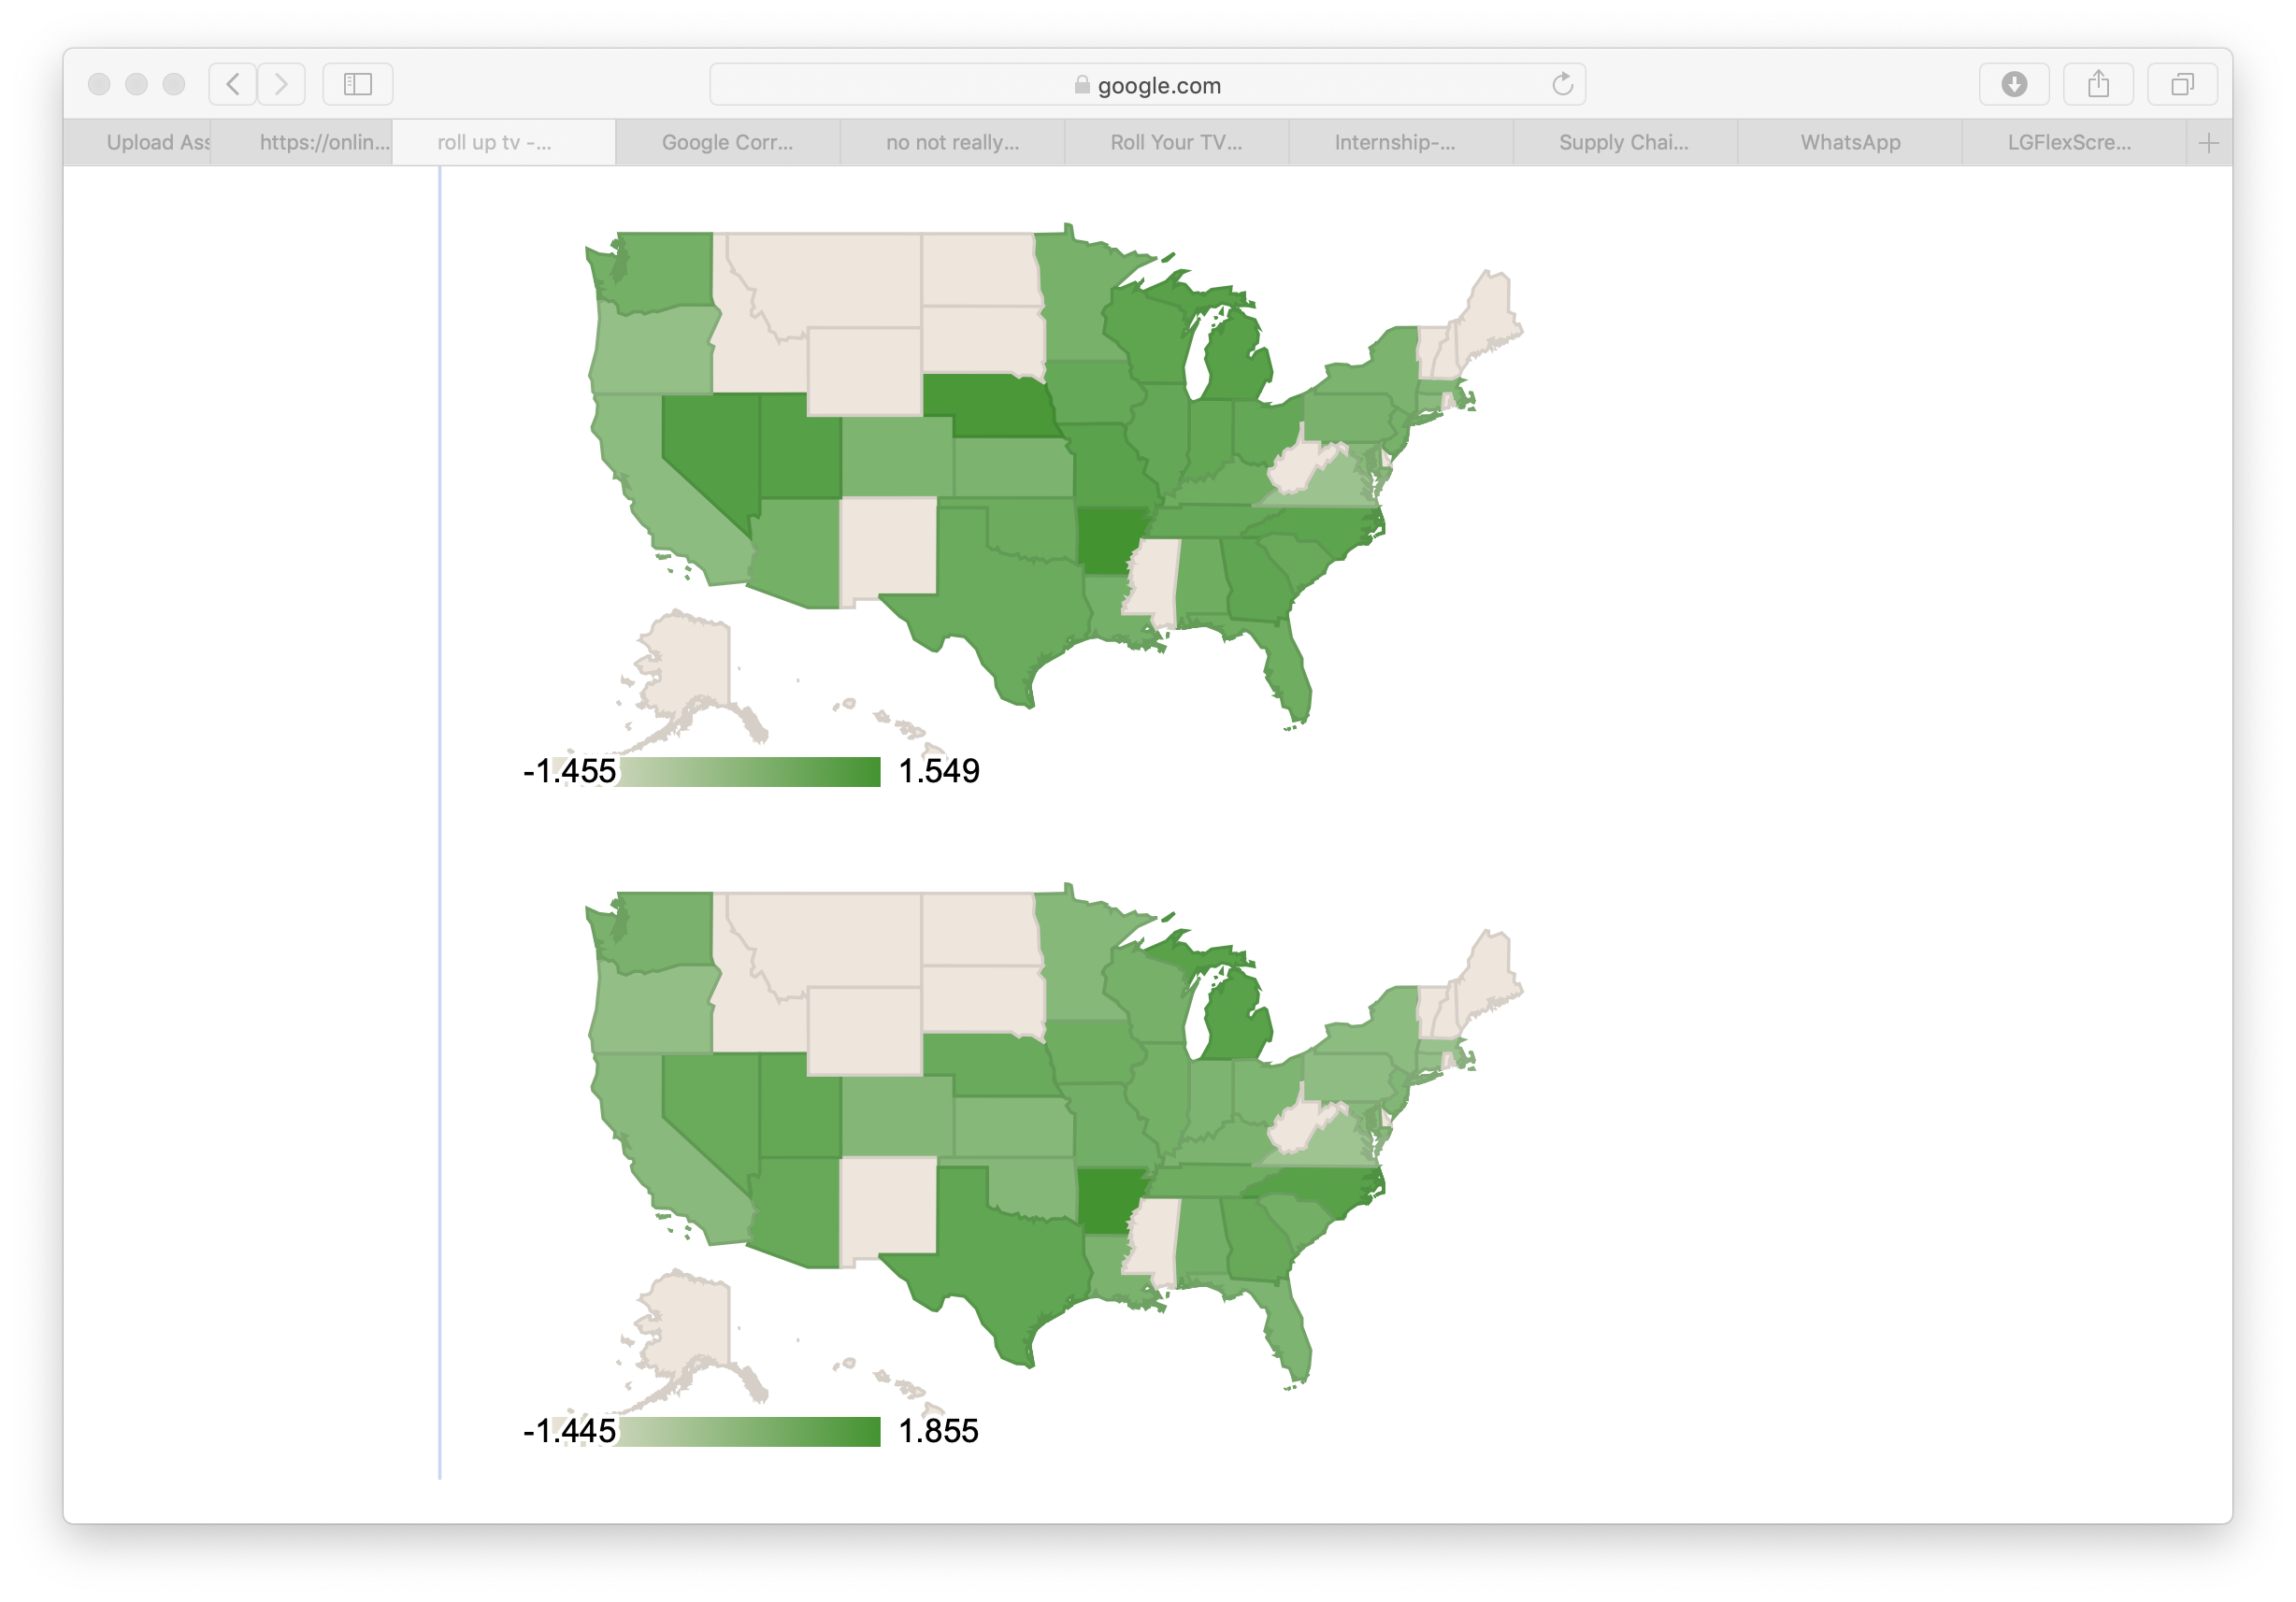 google.com
Upload Ass
https://onlin...
roll up tv -...
Google Corr...
no not really...
Roll Your TV...
Internship-...
Supply Chai...
WhatsApp
LGFlexScre...
-1.455 1.549
-1.445 1.855